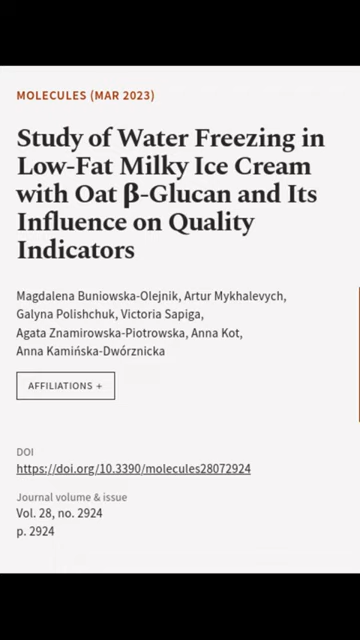 MOLECULES (MAR 2023)
Study of Water Freezing in
Low-Fat Milky Ice Cream
with Oat β-Glucan and Its
Influence on Quality
Indicators
Magdalena Buniowska-Olejnik, Artur Mykhalevych,
Galyna Polishchuk, Victoria Sapiga,
Agata Znamirowska-Piotrowska, Anna Kot,
Anna Kamińska-Dwórznicka
AFFILIATIONS +
DOI
https://doi.org/10.3390/molecules28072924
Journal volume & issue
Vol. 28, no. 2924
p. 2924